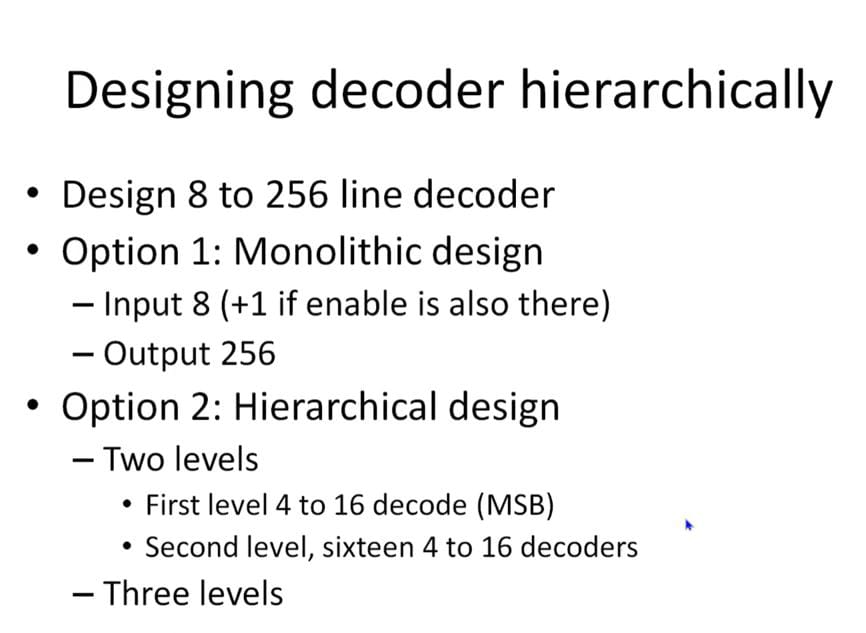 Designing decoder hierarchically
• Design 8 to 256 line decoder
• Option 1: Monolithic design
– Input 8 (+1 if enable is also there)
– Output 256
• Option 2: Hierarchical design
– Two levels
• First level 4 to 16 decode (MSB)
• Second level, sixteen 4 to 16 decoders
– Three levels